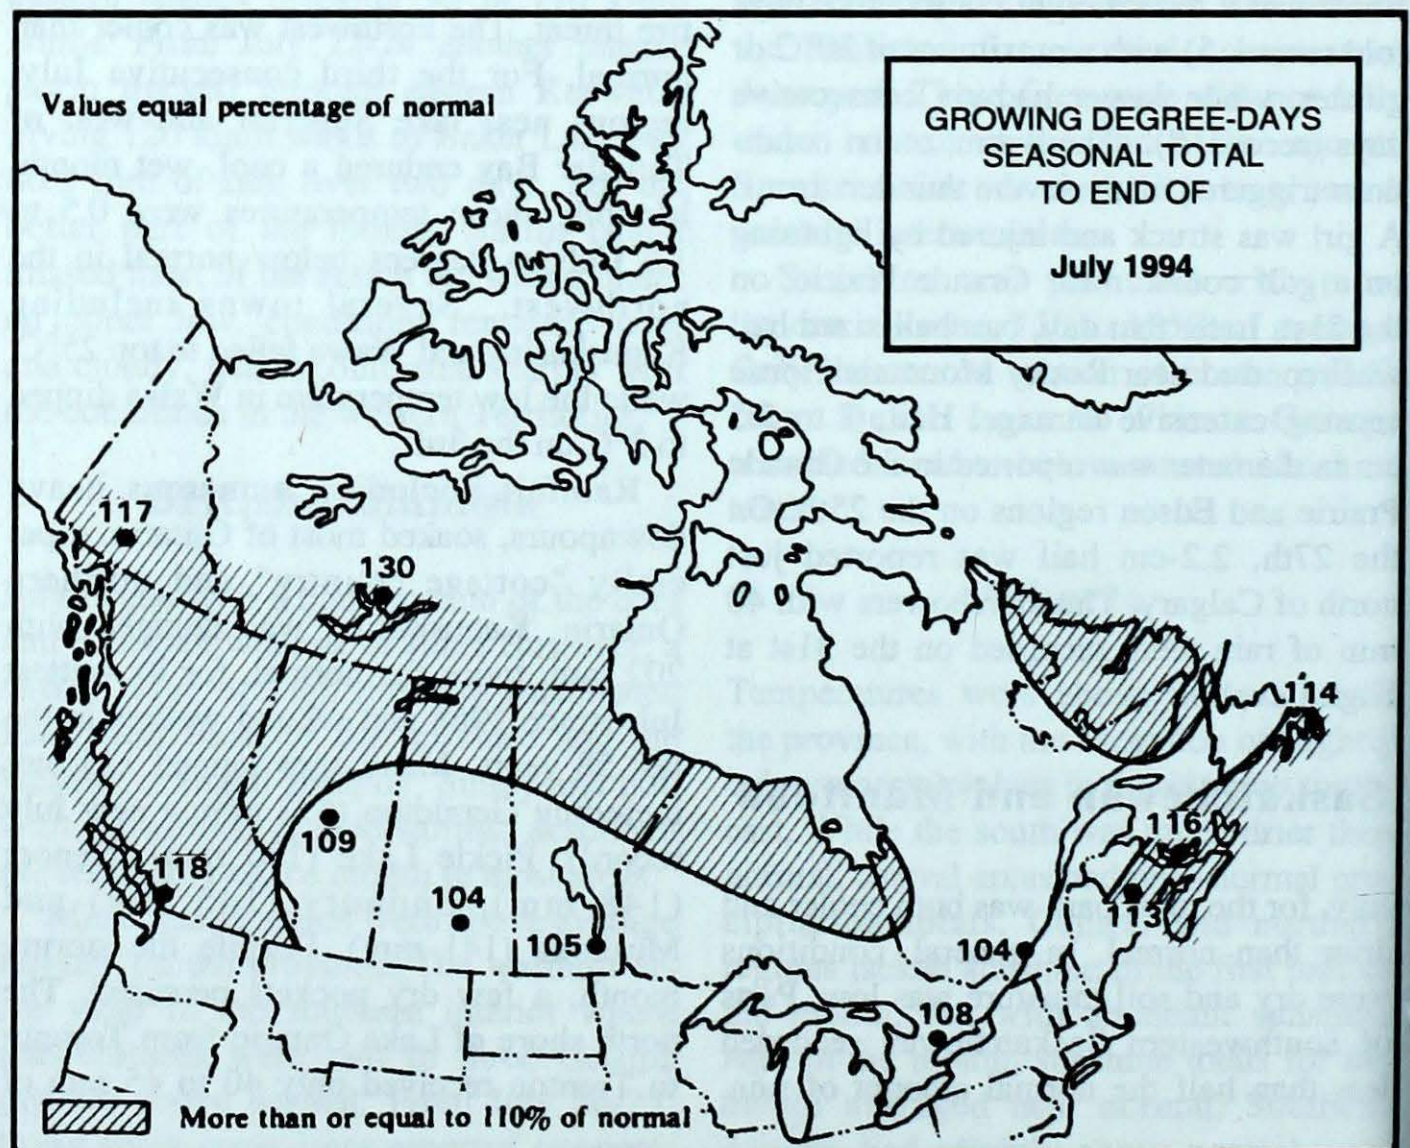 Values equal percentage of normal
GROWING DEGREE-DAYS
SEASONAL TOTAL
TO END OF
July 1994
117
130
114
109
118
116
104
105
104
108
More than or equal to 110% of normal